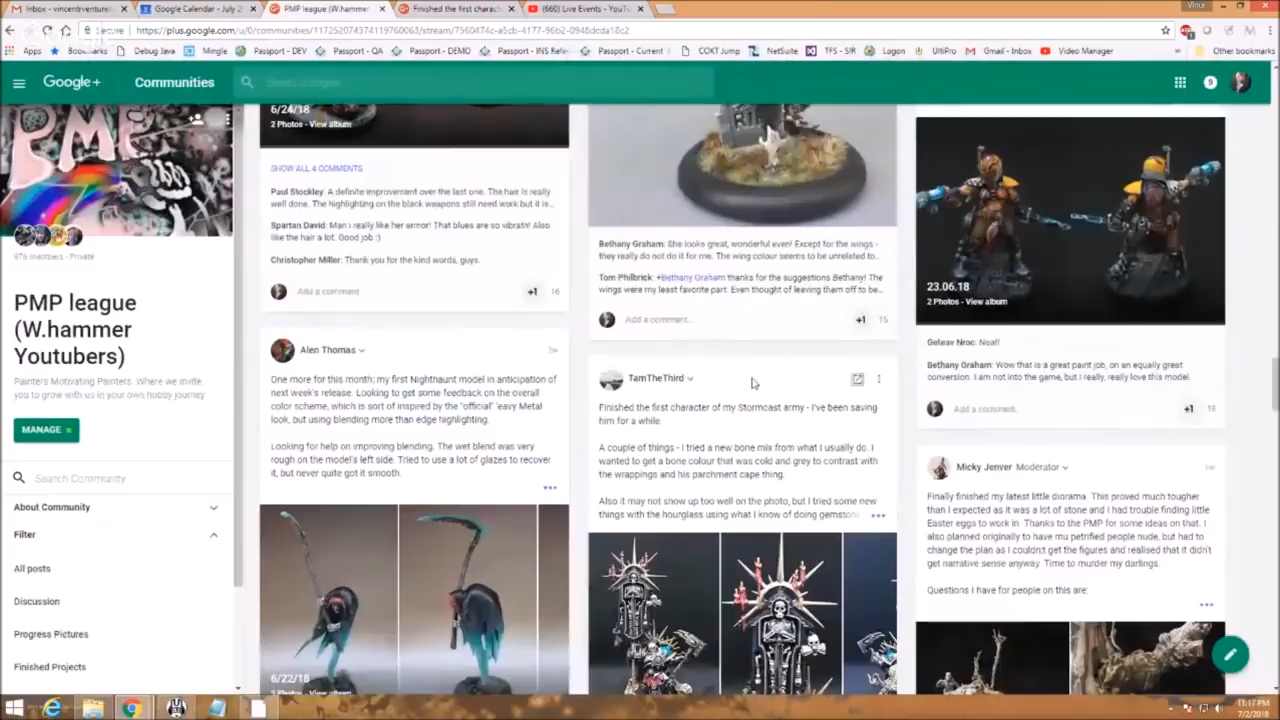 Inbox - vincentrventurell
Google Calendar - July 2
PMP league (W.hammer
Finished the first charact
(660) Live Events - YouTu
Vince
Secure
https://plus.google.com/u/0/communities/117252074374119760063/stream/7560474c-a5cb-4177-96b2-0948dcda18c2
Apps
Bookmarks
Debug Java
Mingle
Passport - DEV
Passport - QA
Passport - DEMO
Passport - INS Rele
Passport - Current
COKT Jump
NetSuite
TFS - SIR
Logon
UltiPro
Gmail - Inbox
Video Manager
»
Other bookmarks
Google+
Communities
9
PMP
676 members - Private
PMP league
(W.hammer
Youtubers)
Painters Motivating Painters. Where we invite
you to grow with us in your own hobby journey
MANAGE
Search Community
About Community
Filter
All posts
Discussion
Progress Pictures
Finished Projects
6/24/18
2 Photos - View album
SHOW ALL 4 COMMENTS
Paul Stockley: A definite improvement over the last one. The hair is really
well done. The highlighting on the black weapons still need work but it is...
Spartan David: Man i really like her ermor! That blues are so vibrath! Also
like the hair a lot. Good job :)
Christopher Miller: Thank you for the kind words, guys.
Add a comment...
+1
16
Alen Thomas
One more for this month: my first Nighthaunt model in anticipation of
next week's release. Looking to get some feedback on the overall
color scheme, which is sort of inspired by the "official" 'eavy Metal
look, but using blending more than edge highlighting.
Looking for help on improving blending. The wet blend was very
rough on the model's left side. Tried to use a lot of glazes to recover
it, but never quite got it smooth.
6/22/18
2 Photos - View album
RIP
Bethany Graham: She looks great, wonderful even! Except for the wings -
they really do not do it for me. The wing colour seems to be unrelated to...
Tom Philbrick: +Bethany Graham thanks for the suggestions Bethany! The
wings were my least favorite part. Even thought of leaving them off to be...
Add a comment...
+1
15
TamTheThird
Finished the first character of my Stormcast army - I've been saving
him for a while
A couple of things - I tried a new bone mix from what I usually do. I
wanted to get a bone colour that was cold and grey to contrast with
the wrappings and his parchment cape thing.
Also it may not show up too well on the photo, but I tried some new
things with the hourglass using what I know of doing gemstone
23.06.18
2 Photos - View album
Geteav Nroc: Neat!
Bethany Graham: Wow that is a great paint job, on an equally great
conversion. I am not into the game, but I really, really love this model.
Add a comment...
+1
18
Micky Jenver Moderator
Finally finished my latest little diorama. This proved much tougher
than I expected as it was a lot of stone and I had trouble finding little
Easter eggs to work in. Thanks to the PMP for some ideas on that. I
also planned originally to have mu petrified people nude, but had to
change the plan as I couldn't get the figures and realised that it didn't
get narrative sense anyway. Time to murder my darlings.
Questions I have for people on this are:
11:17 PM
7/2/2018